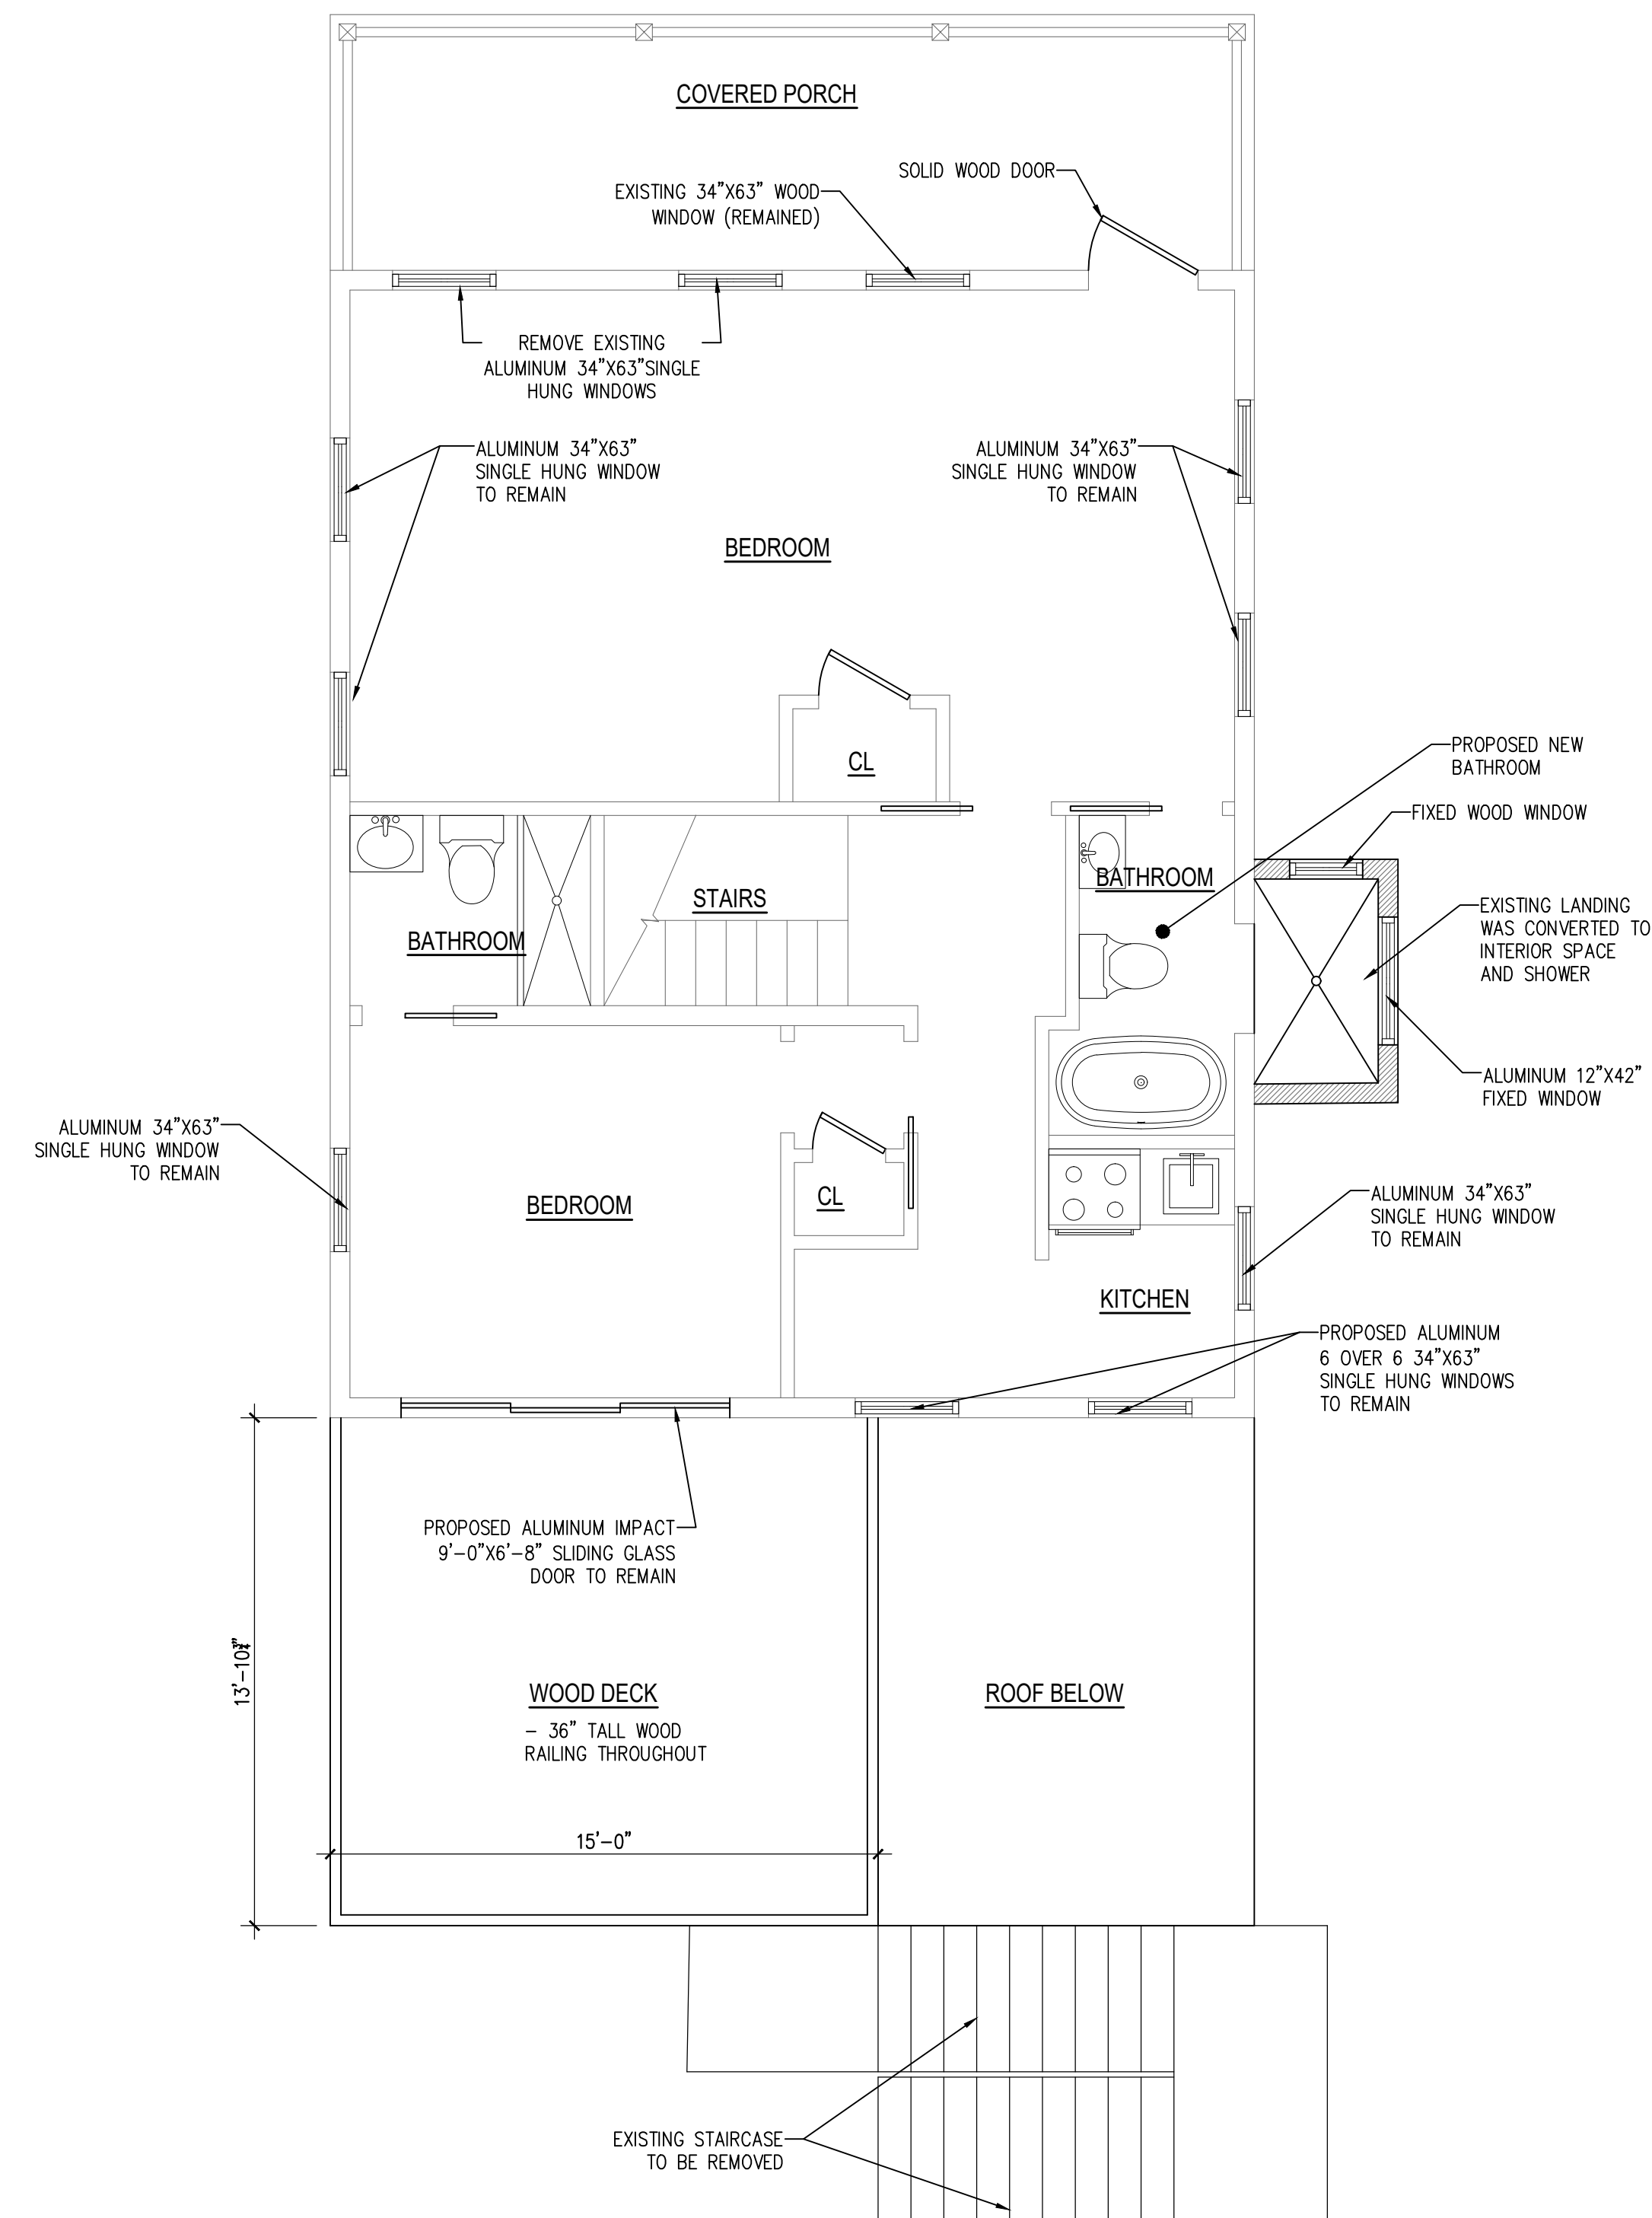 COVERED PORCH
SOLID WOOD DOOR
EXISTING 34"X63" WOOD
WINDOW (REMAINED)
REMOVE EXISTING
ALUMINUM 34"X63"SINGLE
HUNG WINDOWS
ALUMINUM 34"X63"
SINGLE HUNG WINDOW
TO REMAIN
ALUMINUM 34"X63"
SINGLE HUNG WINDOW
TO REMAIN
BEDROOM
CL
PROPOSED NEW
BATHROOM
FIXED WOOD WINDOW
BATHROOM
STAIRS
EXISTING LANDING
WAS CONVERTED TO
INTERIOR SPACE
AND SHOWER
BATHROOM
ALUMINUM 12"X42"
FIXED WINDOW
ALUMINUM 34"X63"
SINGLE HUNG WINDOW
TO REMAIN
CL
BEDROOM
ALUMINUM 34"X63"
SINGLE HUNG WINDOW
TO REMAIN
KITCHEN
PROPOSED ALUMINUM
6 OVER 6 34"X63"
SINGLE HUNG WINDOWS
TO REMAIN
PROPOSED ALUMINUM IMPACT
9'-0"X6'-8" SLIDING GLASS
DOOR TO REMAIN
WOOD DECK
- 36" TALL WOOD
RAILING THROUGHOUT
ROOF BELOW
15'-0"
EXISTING STAIRCASE
TO BE REMOVED